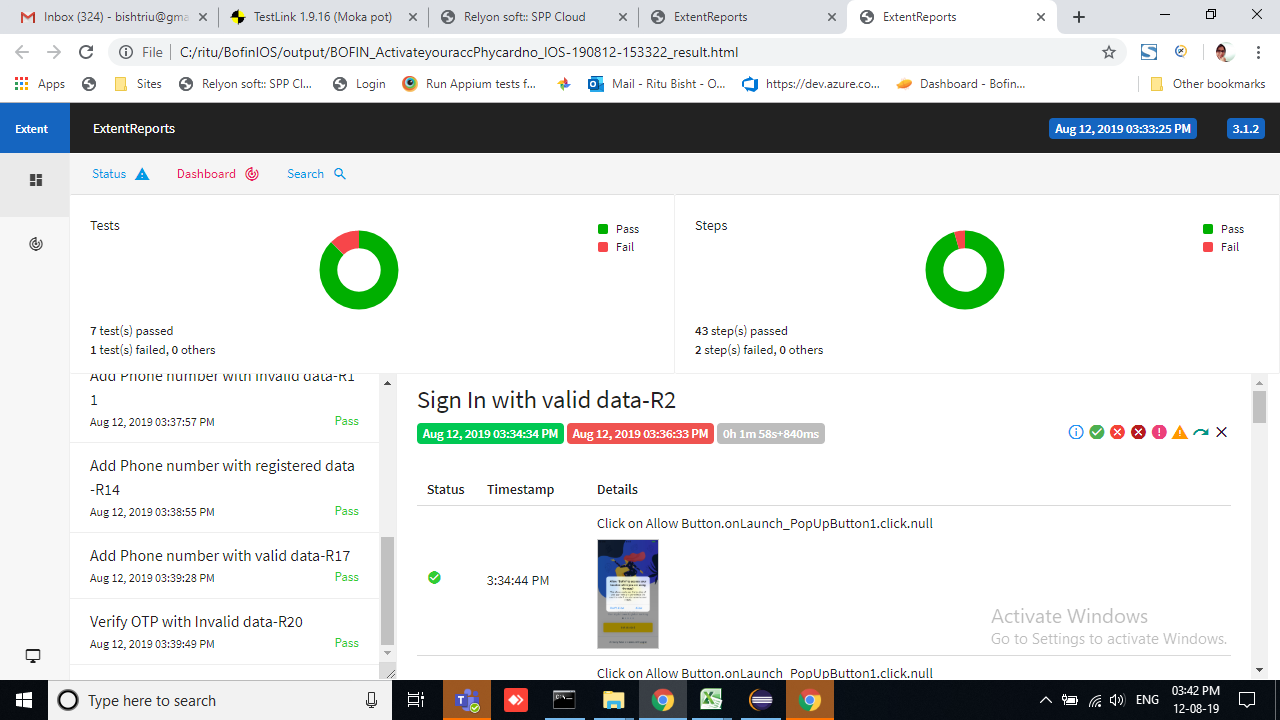 Inbox (324) - bishtriu@gma
TestLink 1.9.16 (Moka pot)
Relyon soft:: SPP Cloud
ExtentReports
ExtentReports
File
C:/ritu/BofinIOS/output/BOFIN_ActivateyouraccPhycardno_IOS-190812-153322_result.html
Apps
Sites
Relyon soft:: SPP Cl...
Login
Run Appium tests f...
Mail - Ritu Bisht - O...
https://dev.azure.co...
Dashboard - Bofin...
Other bookmarks
Extent
ExtentReports
Aug 12, 2019 03:33:25 PM
3.1.2
Status
Dashboard
Search
Tests
Pass
Fail
7 test(s) passed
1 test(s) failed, 0 others
Steps
Pass
Fail
43 step(s) passed
2 step(s) failed, 0 others
Add Phone number with invalid data-R1
1
Aug 12, 2019 03:37:57 PM
Pass
Add Phone number with registered data
-R14
Aug 12, 2019 03:38:55 PM
Pass
Add Phone number with valid data-R17
Aug 12, 2019 03:39:28 PM
Pass
Verify OTP with Invalid data-R20
Aug 12, 2019 03:39:49 PM
Pass
Sign In with valid data-R2
Aug 12, 2019 03:34:34 PM
Aug 12, 2019 03:36:33 PM
0h 1m 58s+840ms
Status
Timestamp
Details
Click on Allow Button.onLaunch_PopUpButton1.click.null
3:34:44 PM
Click on Allow Button.onLaunch_PopUpButton1.click.null
Activate Windows
Go to Settings to activate Windows.
Type here to search
ENG
03:42 PM
12-08-19